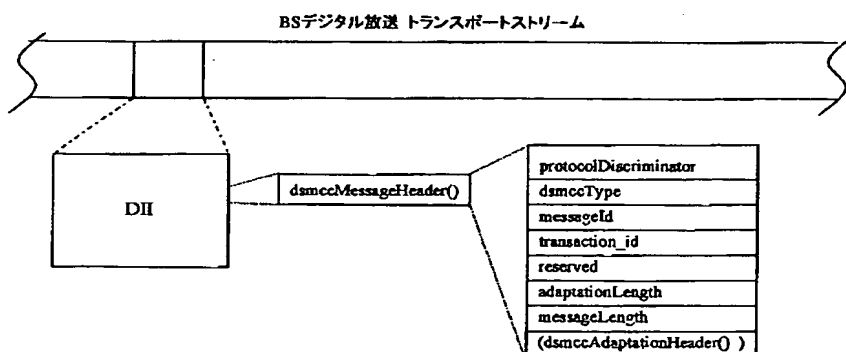 BSデジタル放送 トランスポートストリーム
DII
dsmccMessageHeader()
protocolDiscriminator
dsmccType
messageId
transaction_id
reserved
adaptationLength
messageLength
(dsmccAdaptationHeader() )